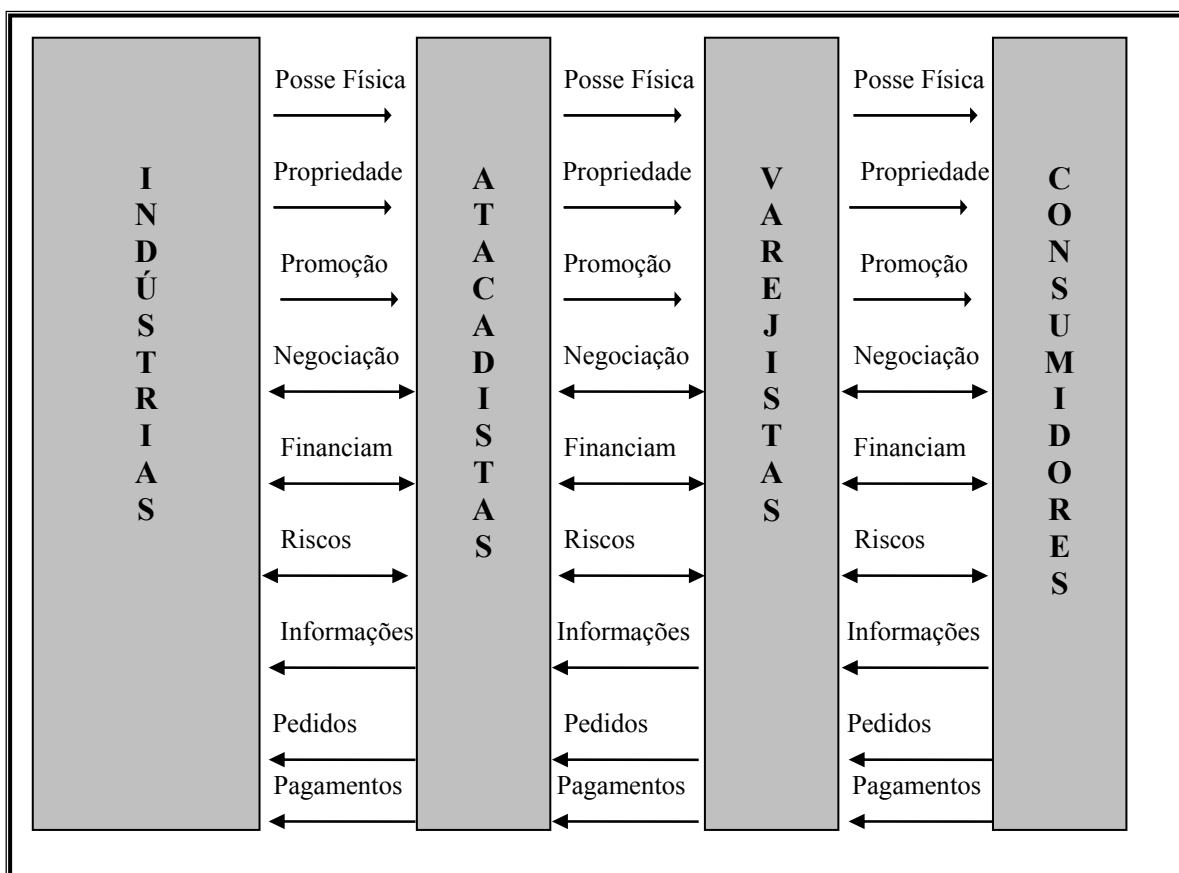 Posse Física Posse Física Posse Física
Propriedade Propriedade Propriedade
Promoção Promoção Promoção
Negociação Negociação Negociação
Financiam Financiam Financiam
Riscos Riscos Riscos
Informações Informações Informações
Pedidos Pedidos Pedidos
Pagamentos Pagamentos Pagamentos
INDÚSTRIAS
ATACADISTAS
VAREJISTAS
CONSUMIDORES